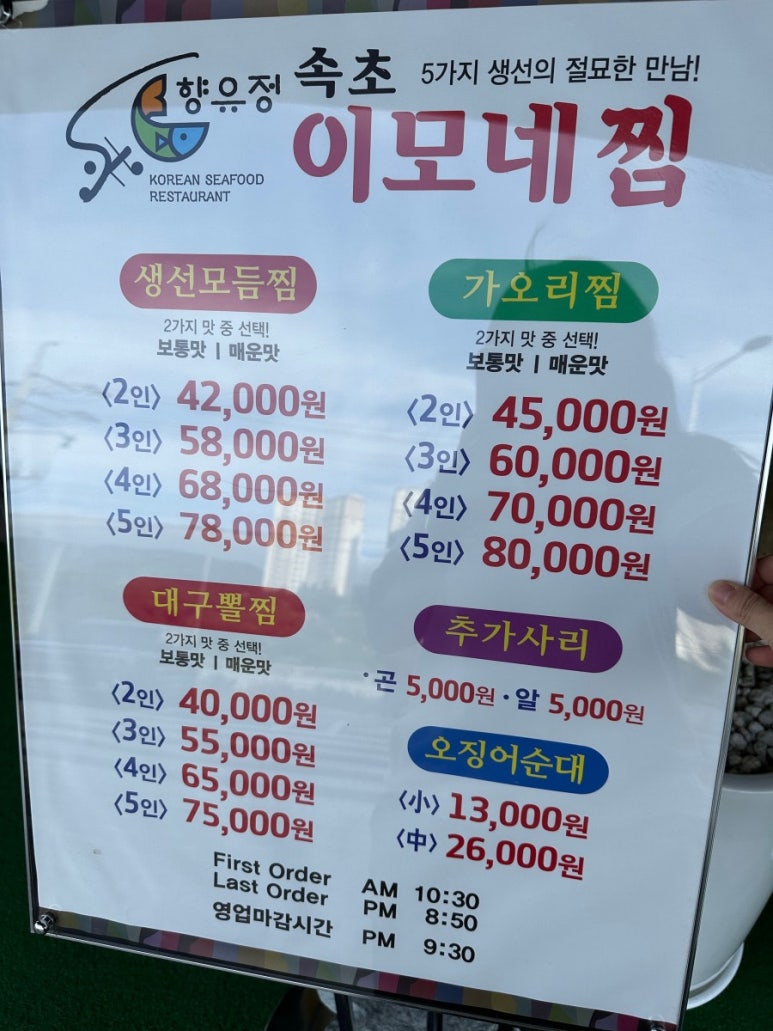 향유정
KOREAN SEAFOOD
RESTAURANT
속초 5가지 생선의 절묘한 만남!
이모네찜
생선모듬찜
2가지 맛 중 선택!
보통맛 | 매운맛
〈2인〉 42,000원
〈3인〉 58,000원
〈4인〉 68,000원
〈5인〉 78,000원
가오리찜
2가지 맛 중 선택!
보통맛 | 매운맛
〈2인〉 45,000원
〈3인〉 60,000원
〈4인〉 70,000원
〈5인〉 80,000원
대구뽈찜
2가지 맛 중 선택!
보통맛 | 매운맛
〈2인〉 40,000원
〈3인〉 55,000원
〈4인〉 65,000원
〈5인〉 75,000원
추가사리
·곤 5,000원 ·알 5,000원
오징어순대
〈小〉 13,000원
〈中〉 26,000원
First Order AM 10:30
Last Order PM 8:50
영업마감시간 PM 9:30